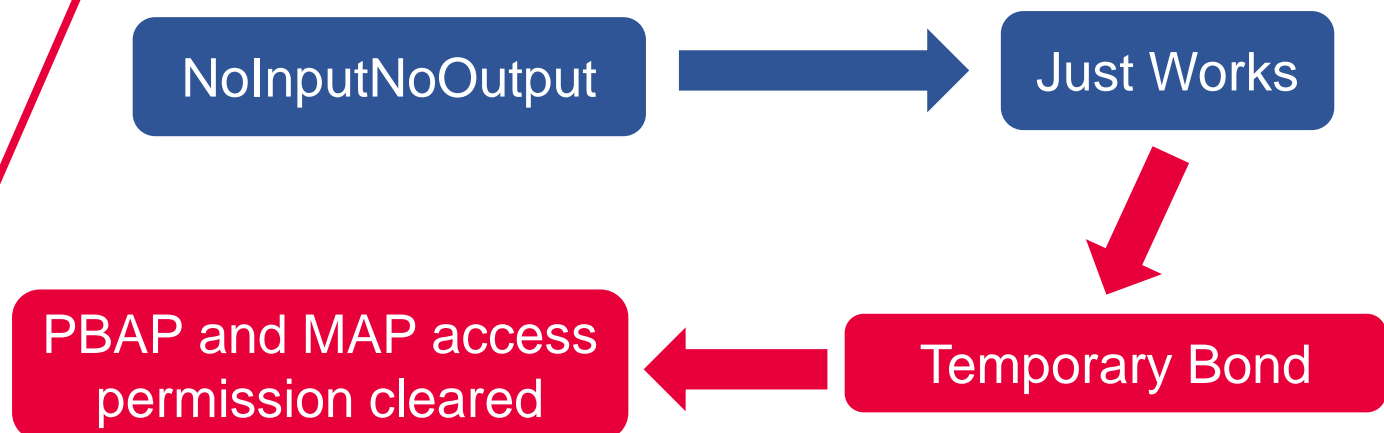 NoInputNoOutput
Just Works
Temporary Bond
PBAP and MAP access
permission cleared